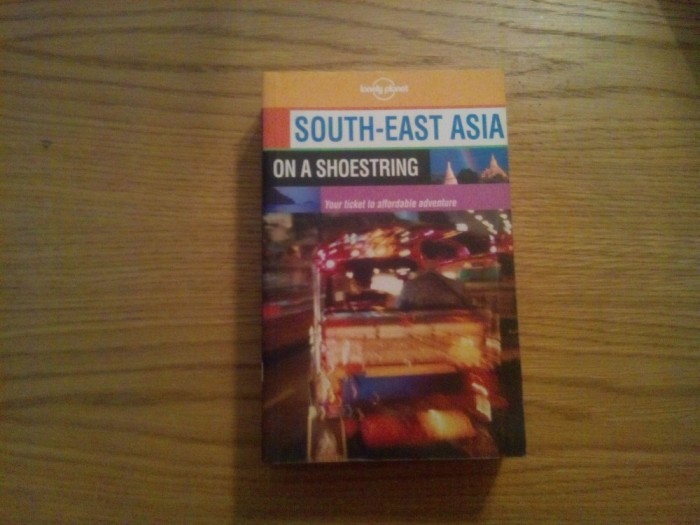 lonely planet
SOUTH-EAST ASIA
ON A SHOESTRING
Your ticket to affordable adventure